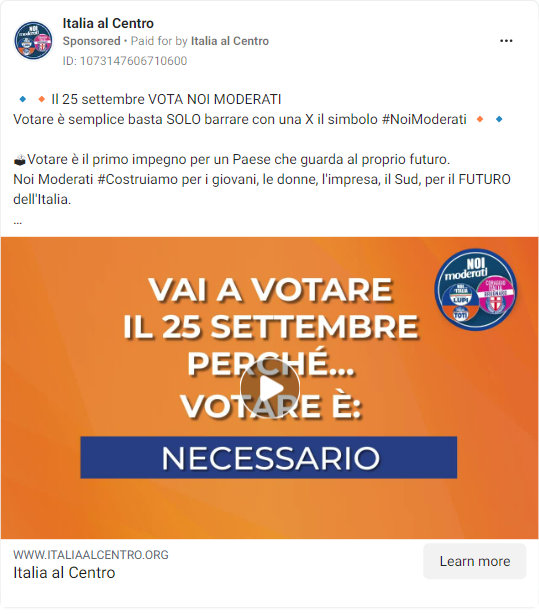 Italia al Centro
Sponsored • Paid for by Italia al Centro
ID: 1073147606710600
🔹🔸Il 25 settembre VOTA NOI MODERATI
Votare è semplice basta SOLO barrare con una X il simbolo #NoiModerati 🔸🔹
🗳Votare è il primo impegno per un Paese che guarda al proprio futuro.
Noi Moderati #Costruiamo per i giovani, le donne, l'impresa, il Sud, per il FUTURO
dell'Italia.
...
NOI
moderati
LUPI
CORAGGIO
ITALIA
BRUGNARO
TOTI
VAI A VOTARE
IL 25 SETTEMBRE
PERCHÉ...
VOTARE È:
NECESSARIO
WWW.ITALIAALCENTRO.ORG
Italia al Centro
Learn more